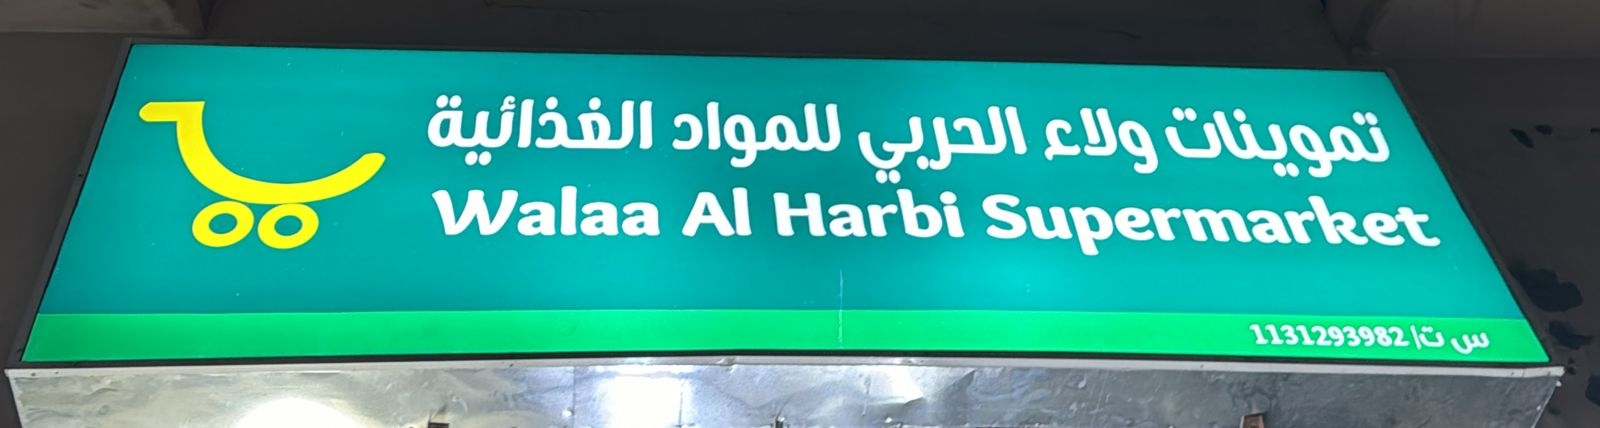 تموينات ولاء الحربي للمواد الغذائية
Walaa Al Harbi Supermarket
س ت/ 1131293982